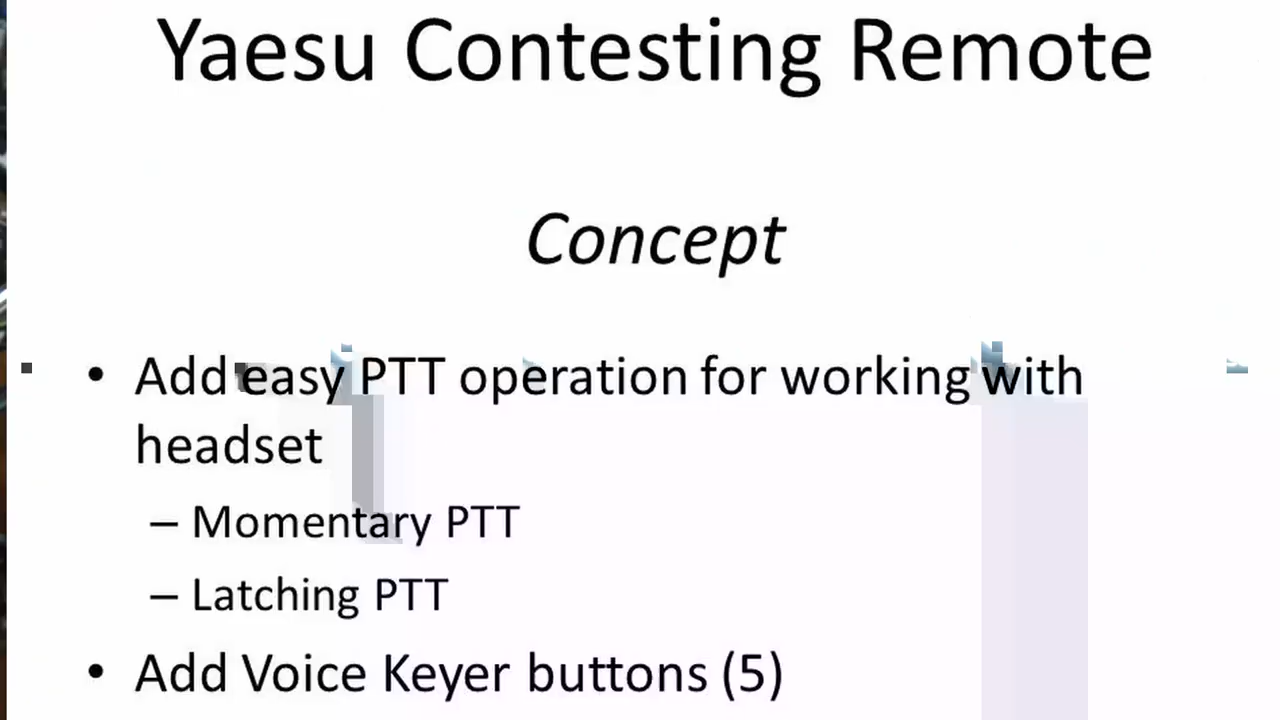 Yaesu Contesting Remote
Concept
• Add easy PTT operation for working with
headset
– Momentary PTT
– Latching PTT
• Add Voice Keyer buttons (5)